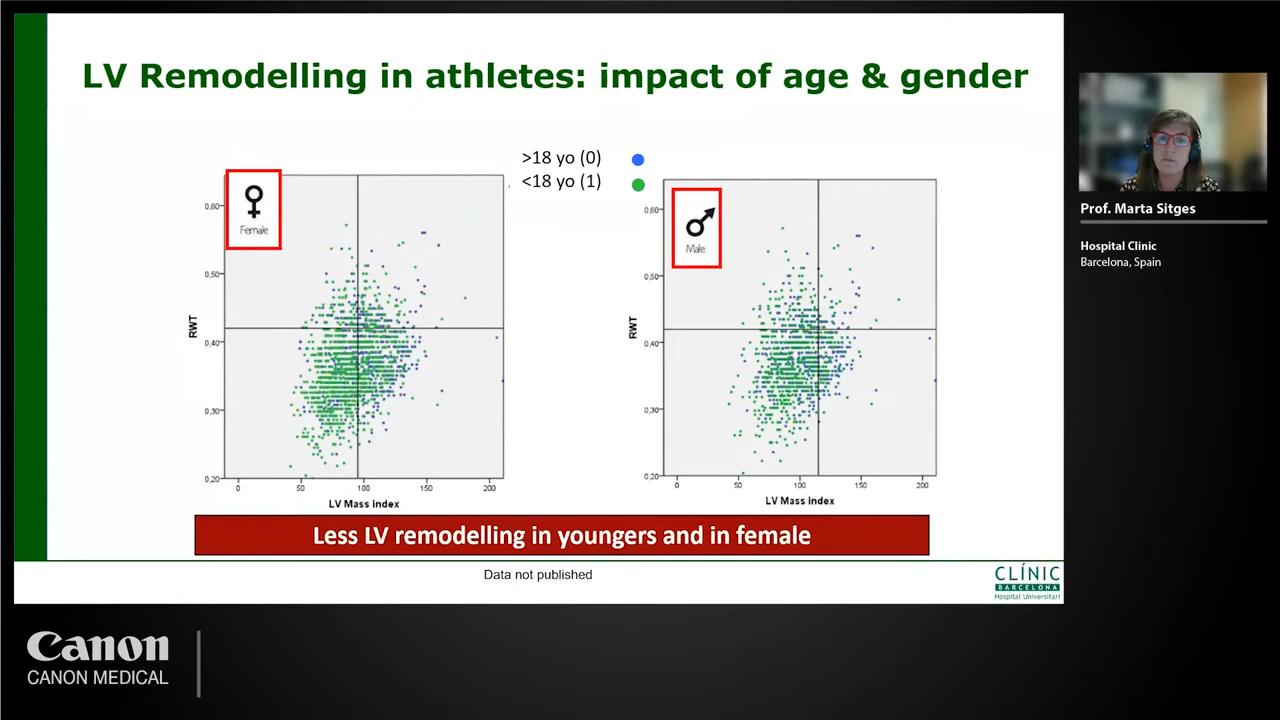 LV Remodelling in athletes: impact of age & gender
>18 yo (0)
<18 yo (1)
Female
0,60
0,50
0,40
0,30
0,20
RWT
0
50
100
150
200
LV Mass index
Male
0,60
0,50
0,40
0,30
0,20
RWT
0
50
100
150
200
LV Mass index
Less LV remodelling in youngers and in female
Data not published
CLÍNIC
BARCELONA
Hospital Universitari
Prof. Marta Sitges
Hospital Clinic
Barcelona, Spain
Canon
CANON MEDICAL